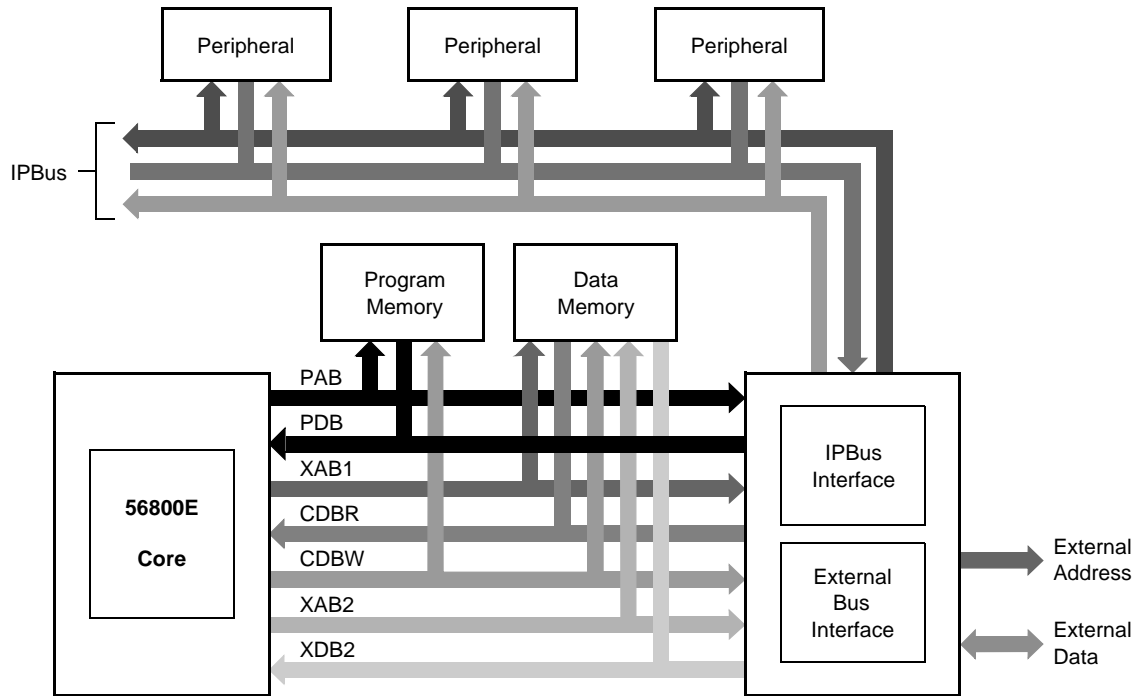 Peripheral
Peripheral
Peripheral
IPBus
Program
Memory
Data
Memory
PAB
PDB
XAB1
CDBR
CDBW
XAB2
XDB2
56800E
Core
IPBus
Interface
External
Bus
Interface
External
Address
External
Data